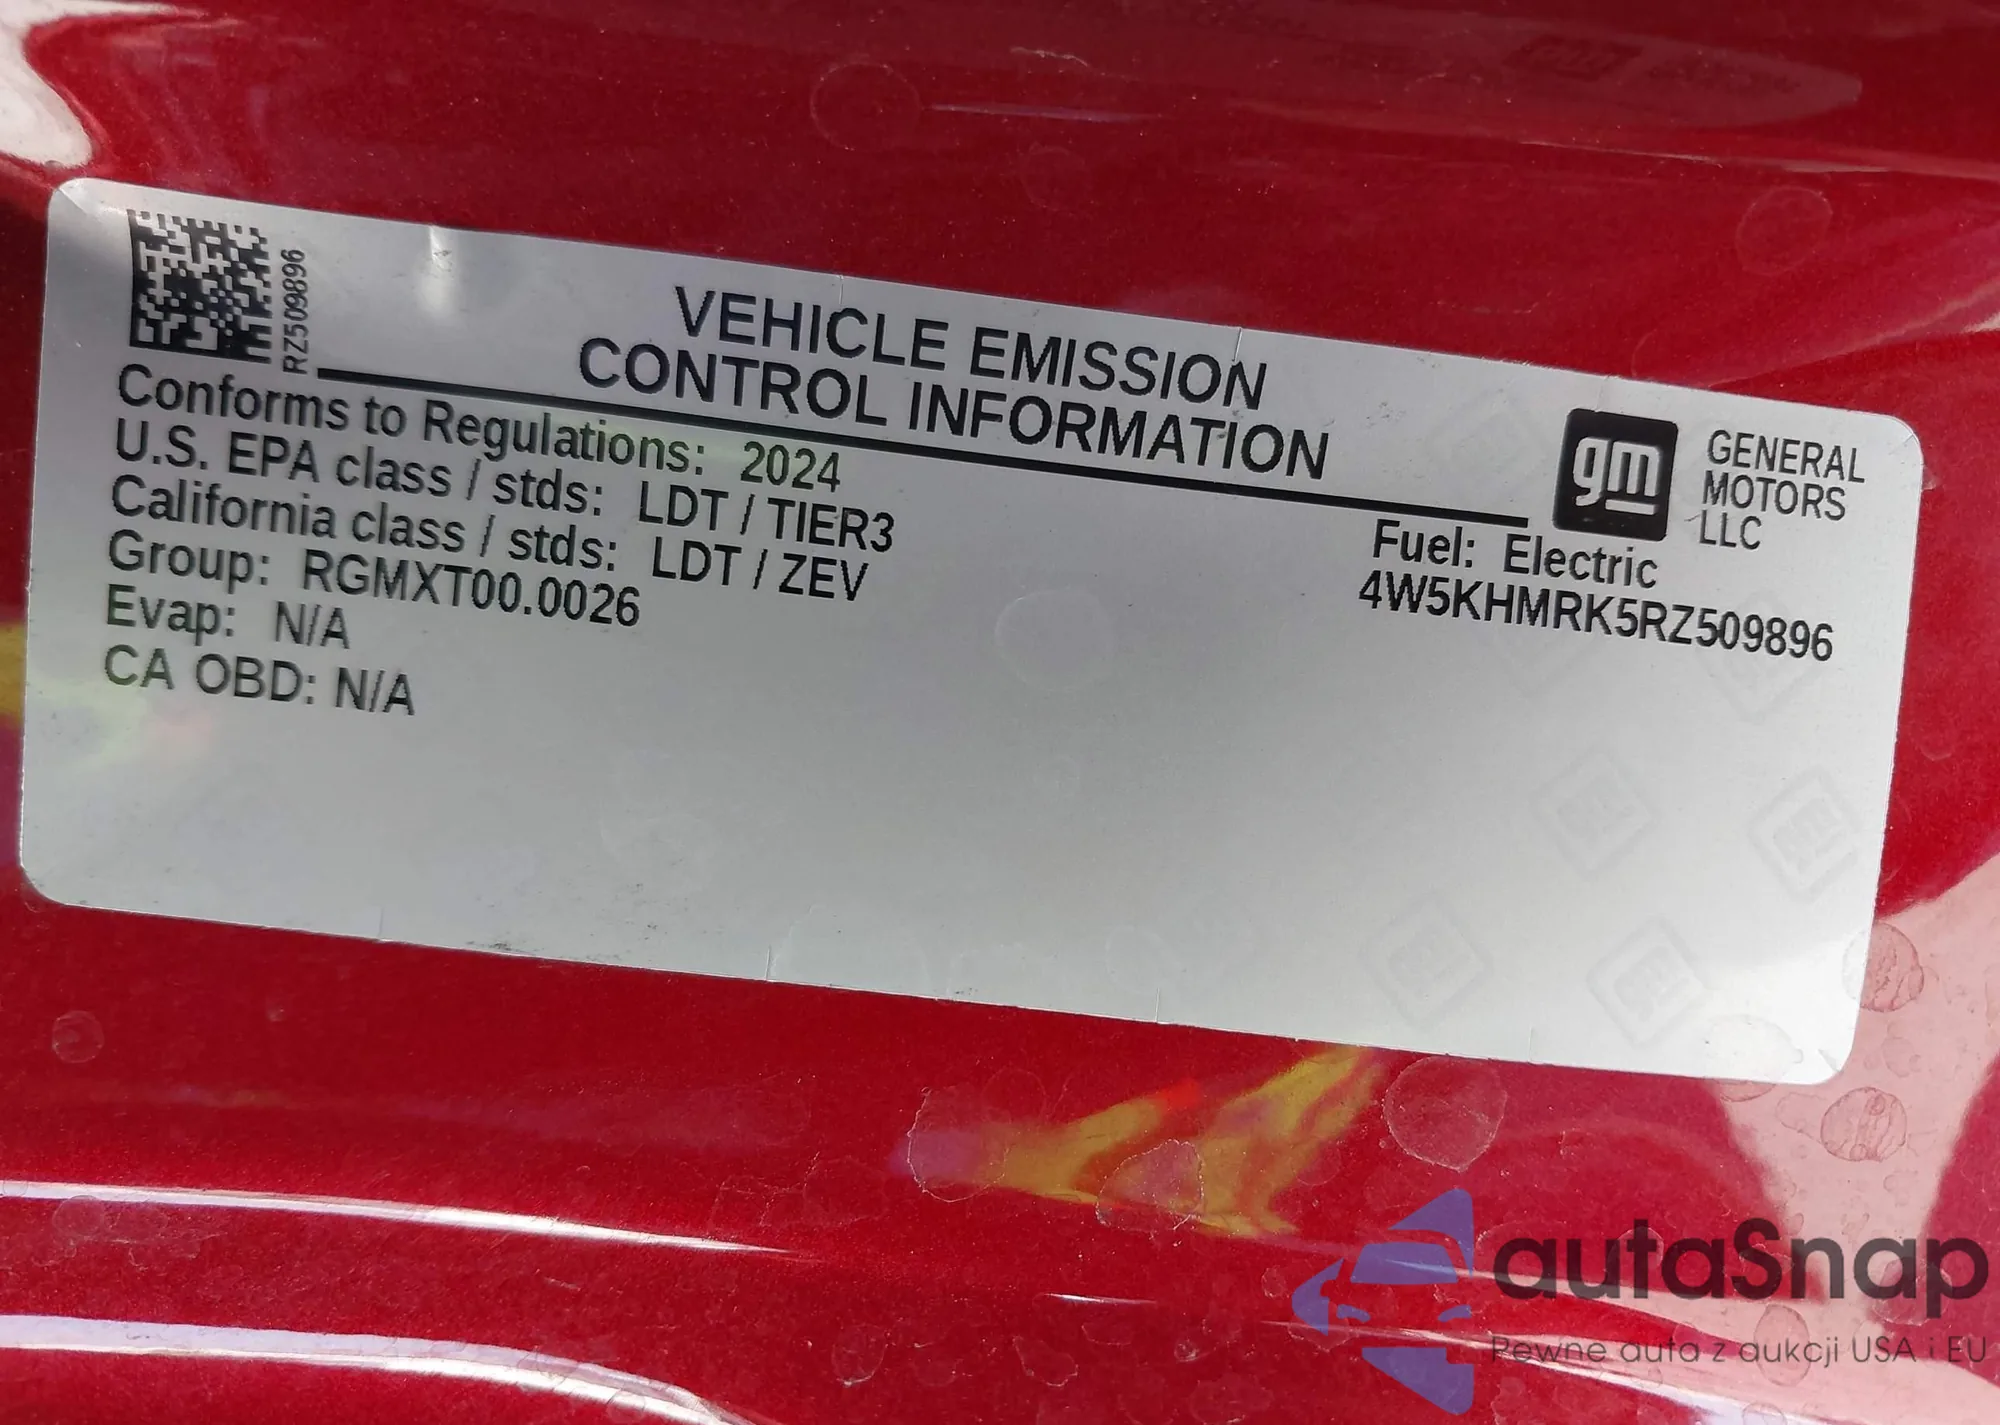 RZ509896
VEHICLE EMISSION
CONTROL INFORMATION
gm
GENERAL
MOTORS
LLC
Conforms to Regulations: 2024
U.S. EPA class / stds: LDT / TIER3
California class / stds: LDT / ZEV
Group: RGMXT00.0026
Evap: N/A
CA OBD: N/A
Fuel: Electric
4W5KHMRK5RZ509896
autaSnap
Pewne auta z aukcji USA i EU